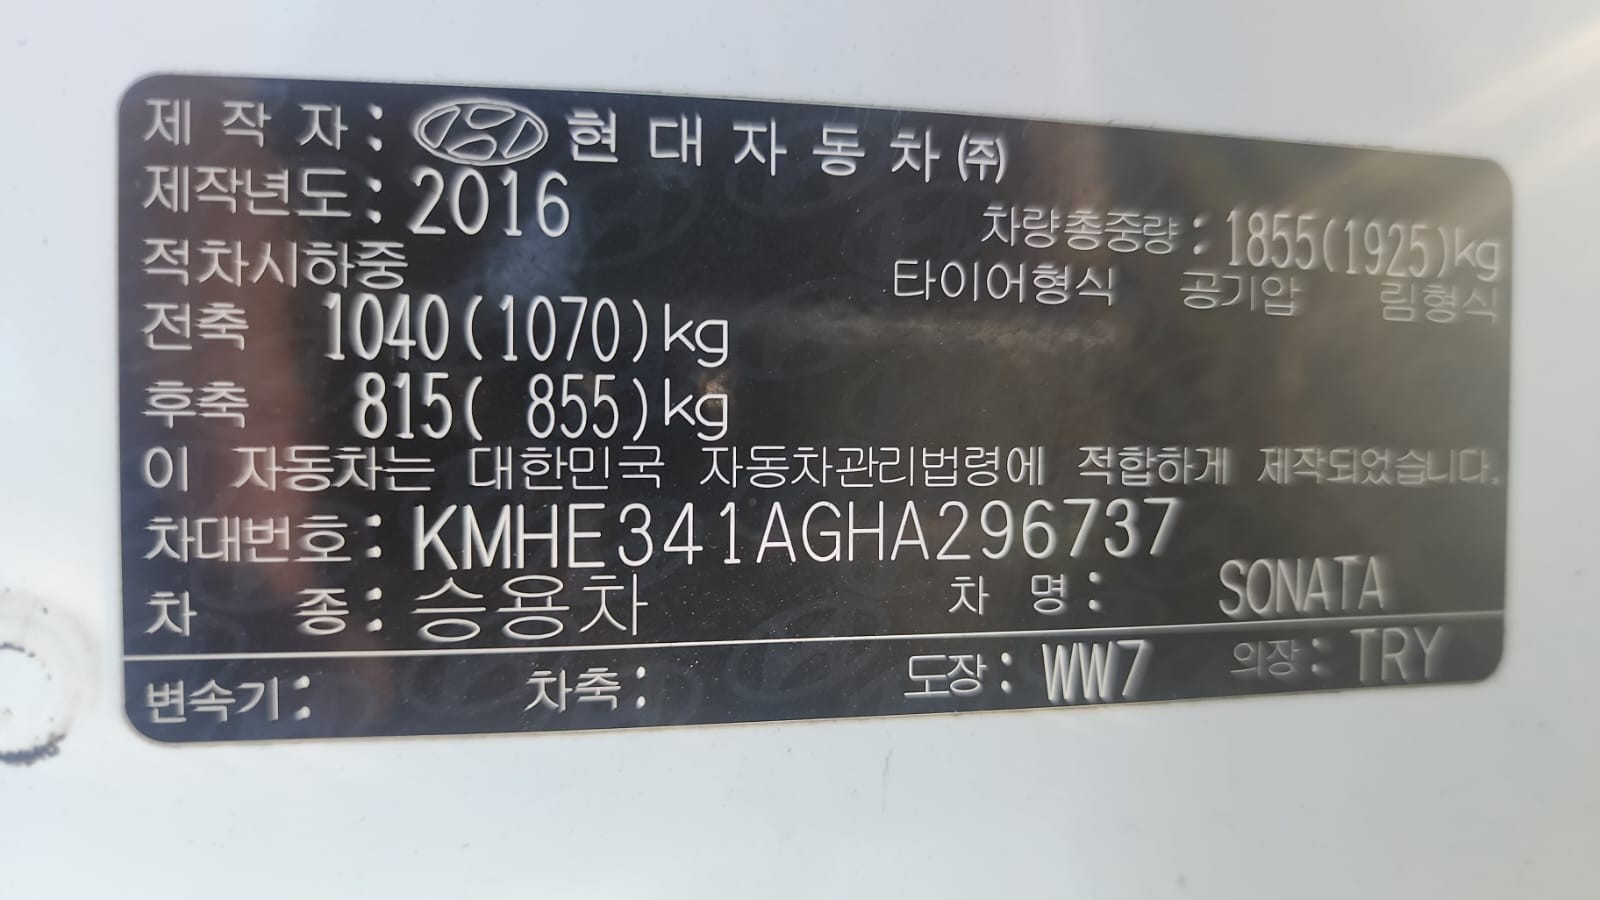 제 작 자 : 현 대 자 동 차 (주)
제작년도 : 2016
차량총중량 : 1855(1925)kg
적차시하중
타이어형식 공기압 림형식
전축 1040(1070)kg
후축 815( 855)kg
이 자동차는 대한민국 자동차관리법령에 적합하게 제작되었습니다.
차대번호 : KMHE341AGHA296737
차 종 : 승용차 차 명 : SONATA
변속기 : 차축 : 도장 : WW7 의장 : TRY